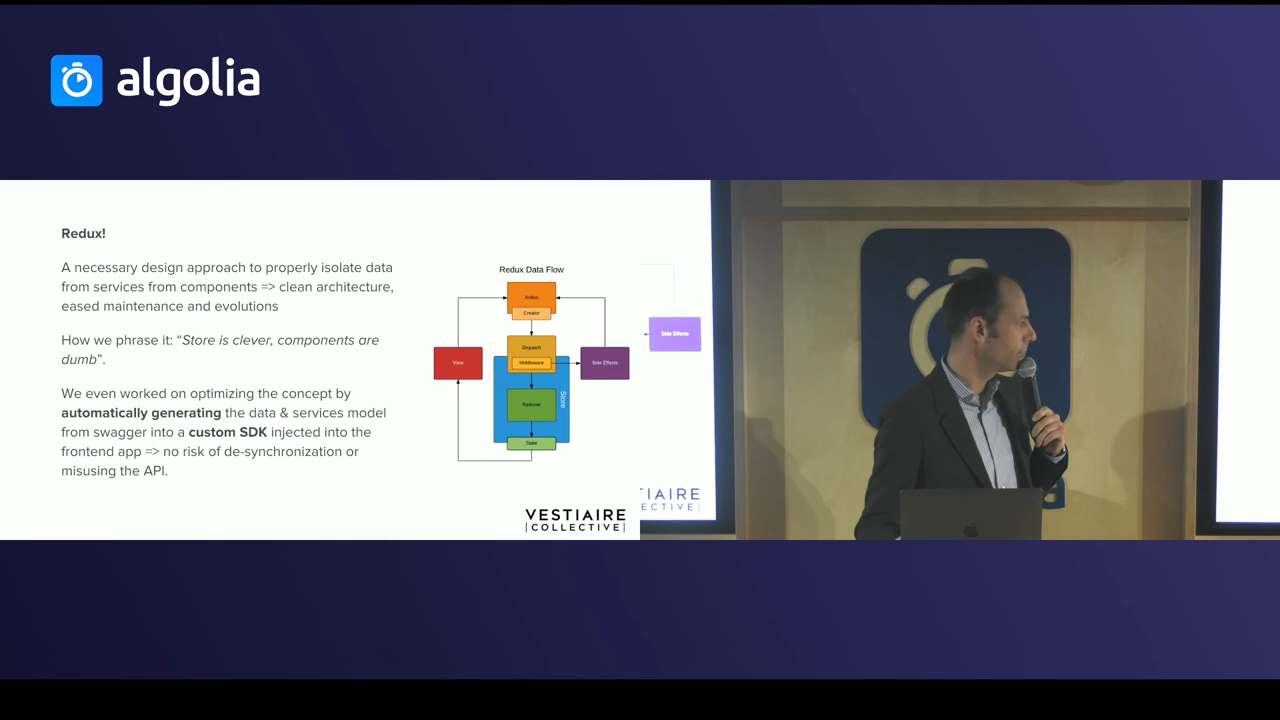 algolia
Redux!
A necessary design approach to properly isolate data
from services from components => clean architecture,
eased maintenance and evolutions
How we phrase it: “Store is clever, components are
dumb”.
We even worked on optimizing the concept by
automatically generating the data & services model
from swagger into a custom SDK injected into the
frontend app => no risk of de-synchronization or
misusing the API.
Redux Data Flow
Action
Creator
Dispatch
Middleware
View
Side Effects
Reducer
Store
State
VESTIAIRE
[COLLECTIVE]
Side Effects
TIAIRE
ECTIVE]